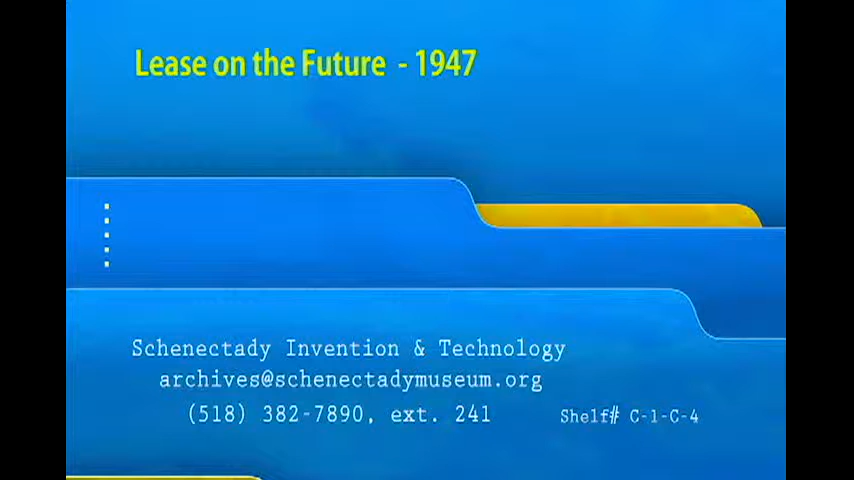 Lease on the Future - 1947
Schenectady Invention & Technology
archives@schenectadymuseum.org
(518) 382-7890, ext. 241
Shelf# C-1-C-4